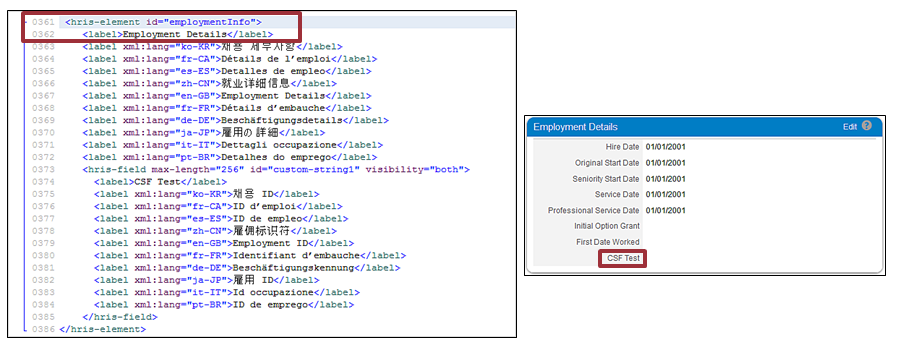 0361 <hris-element id="employmentInfo">
0362 <label>Employment Details</label>
0363 <label xml:lang="ko-KR">채용 세부사항</label>
0364 <label xml:lang="fr-CA">Détails de l’emploi</label>
0365 <label xml:lang="es-ES">Detalles de empleo</label>
0366 <label xml:lang="zh-CN">就业详细信息</label>
0367 <label xml:lang="en-GB">Employment Details</label>
0368 <label xml:lang="fr-FR">Détails d’embauche</label>
0369 <label xml:lang="de-DE">Beschäftigungsdetails</label>
0370 <label xml:lang="ja-JP">雇用の詳細</label>
0371 <label xml:lang="it-IT">Dettagli occupazione</label>
0372 <label xml:lang="pt-BR">Detalhes do emprego</label>
0373 <hris-field max-length="256" id="custom-string1" visibility="both">
0374 <label>CSF Test</label>
0375 <label xml:lang="ko-KR">채용 ID</label>
0376 <label xml:lang="fr-CA">ID d’emploi</label>
0377 <label xml:lang="es-ES">ID de empleo</label>
0378 <label xml:lang="zh-CN">雇佣标识符</label>
0379 <label xml:lang="en-GB">Employment ID</label>
0380 <label xml:lang="fr-FR">Identifiant d’embauche</label>
0381 <label xml:lang="de-DE">Beschäftigungskennung</label>
0382 <label xml:lang="ja-JP">雇用 ID</label>
0383 <label xml:lang="it-IT">Id occupazione</label>
0384 <label xml:lang="pt-BR">ID de emprego</label>
0385 </hris-field>
0386 </hris-element>
Employment Details Edit ?
Hire Date 01/01/2001
Original Start Date 01/01/2001
Seniority Start Date 01/01/2001
Service Date 01/01/2001
Professional Service Date 01/01/2001
Initial Option Grant
First Date Worked
CSF Test